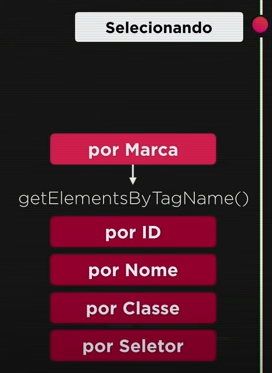 Selecionando
por Marca
getElementsByTagName()
por ID
por Nome
por Classe
por Seletor